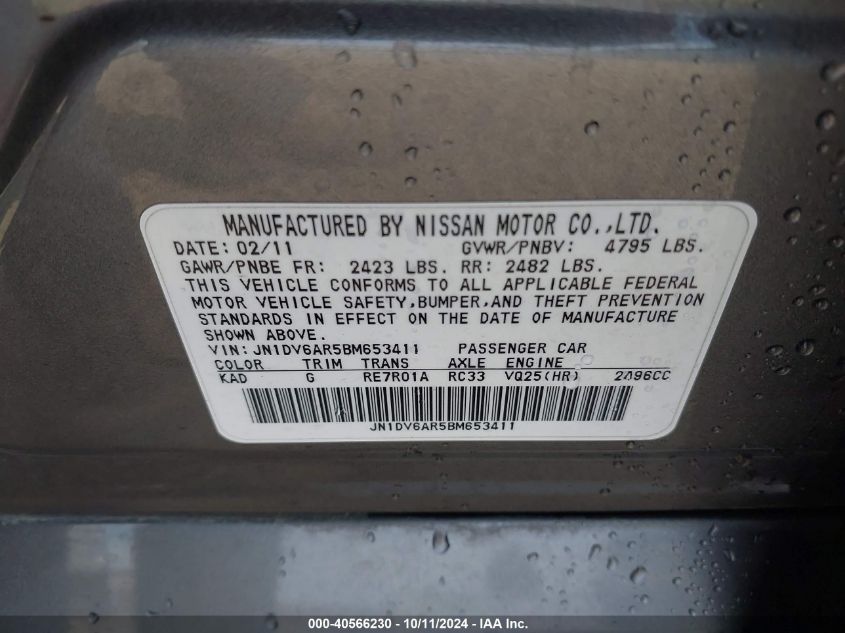 MANUFACTURED BY NISSAN MOTOR CO.,LTD.
DATE: 02/11 GVWR/PNBV: 4795 LBS.
GAWR/PNBE FR: 2423 LBS. RR: 2482 LBS.
THIS VEHICLE CONFORMS TO ALL APPLICABLE FEDERAL
MOTOR VEHICLE SAFETY,BUMPER,AND THEFT PREVENTION
STANDARDS IN EFFECT ON THE DATE OF MANUFACTURE
SHOWN ABOVE.
VIN: JN1DV6AR5BM653411 PASSENGER CAR
COLOR TRIM TRANS AXLE ENGINE
KAD G RE7R01A RC33 VQ25(HR) 2496CC
JN1DV6AR5BM653411
000-40566230 - 10/11/2024 - IAA Inc.